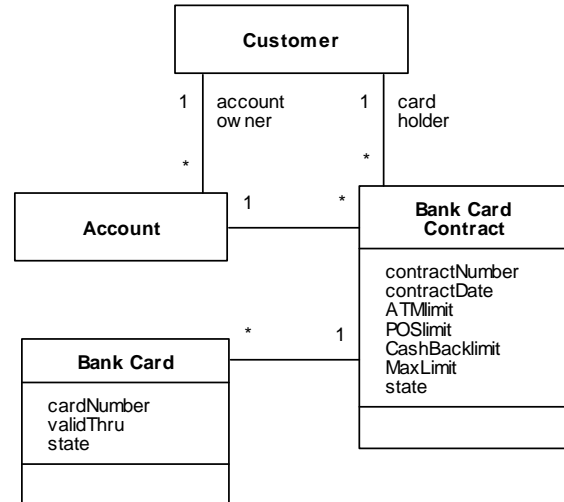 Customer
1 account 1 card
owner holder
* *
Account 1 * Bank Card
Contract
contractNumber
contractDate
ATMlimit
POSlimit
CashBacklimit
MaxLimit
state
* 1
Bank Card
cardNumber
validThru
state